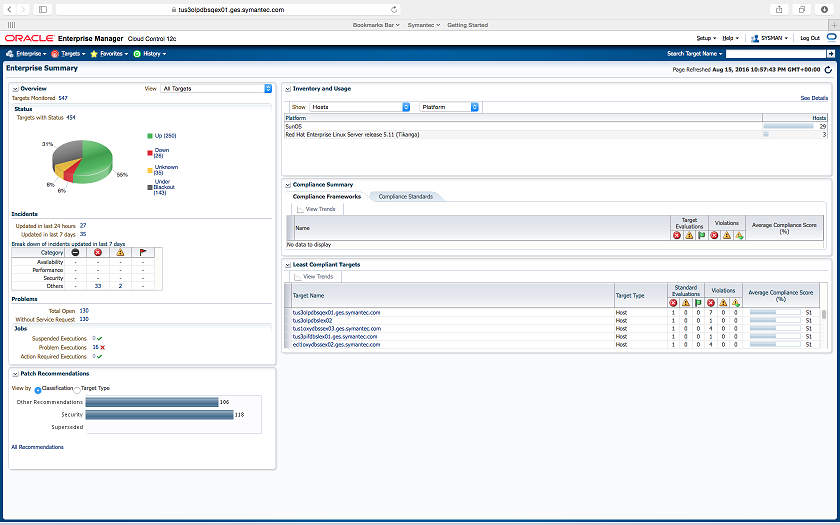 tus3olpdbsqex01.ges.symantec.com
Bookmarks Bar Symantec Getting Started
ORACLE Enterprise Manager Cloud Control 12c
Setup Help SYSMAN Log Out
Enterprise Targets Favorites History Search Target Name
Enterprise Summary
Page Refreshed Aug 15, 2016 10:57:43 PM GMT+00:00
Overview View All Targets
Targets Monitored 547
Status
Targets with Status 454
31%
55%
6%
6%
Up (250)
Down (26)
Unknown (35)
Under Blackout (143)
Incidents
Updated in last 24 hours 27
Updated in last 7 days 35
Break down of incidents updated in last 7 days
Category
Availability - - - -
Performance - - - -
Security - - - -
Others - 33 2 -
Problems
Total Open 130
Without Service Request 130
Jobs
Suspended Executions 0
Problem Executions 16
Action Required Executions 0
Patch Recommendations
View by Classification Target Type
Other Recommendations 106
Security 118
Superseded
All Recommendations
Inventory and Usage
See Details
Show Hosts Platform
Platform Hosts
SunOS 29
Red Hat Enterprise Linux Server release 5.11 (Tikanga) 3
Compliance Summary
Compliance Frameworks Compliance Standards
View Trends
Name Target Evaluations Violations Average Compliance Score (%)
No data to display
Least Compliant Targets
View Trends
Target Name Target Type Standard Evaluations Violations Average Compliance Score (%)
tus3olpdbsqex01.ges.symantec.com Host 1 0 0 7 0 0 51
tus3olpdbslex02 Host 1 0 0 1 0 0 51
tus1oxydbssex03.ges.symantec.com Host 1 0 0 4 0 0 51
tus3pifdbslex01.ges.symantec.com Host 1 0 0 1 0 0 51
ecl1oxydbssex02.ges.symantec.com Host 1 0 0 4 0 0 51